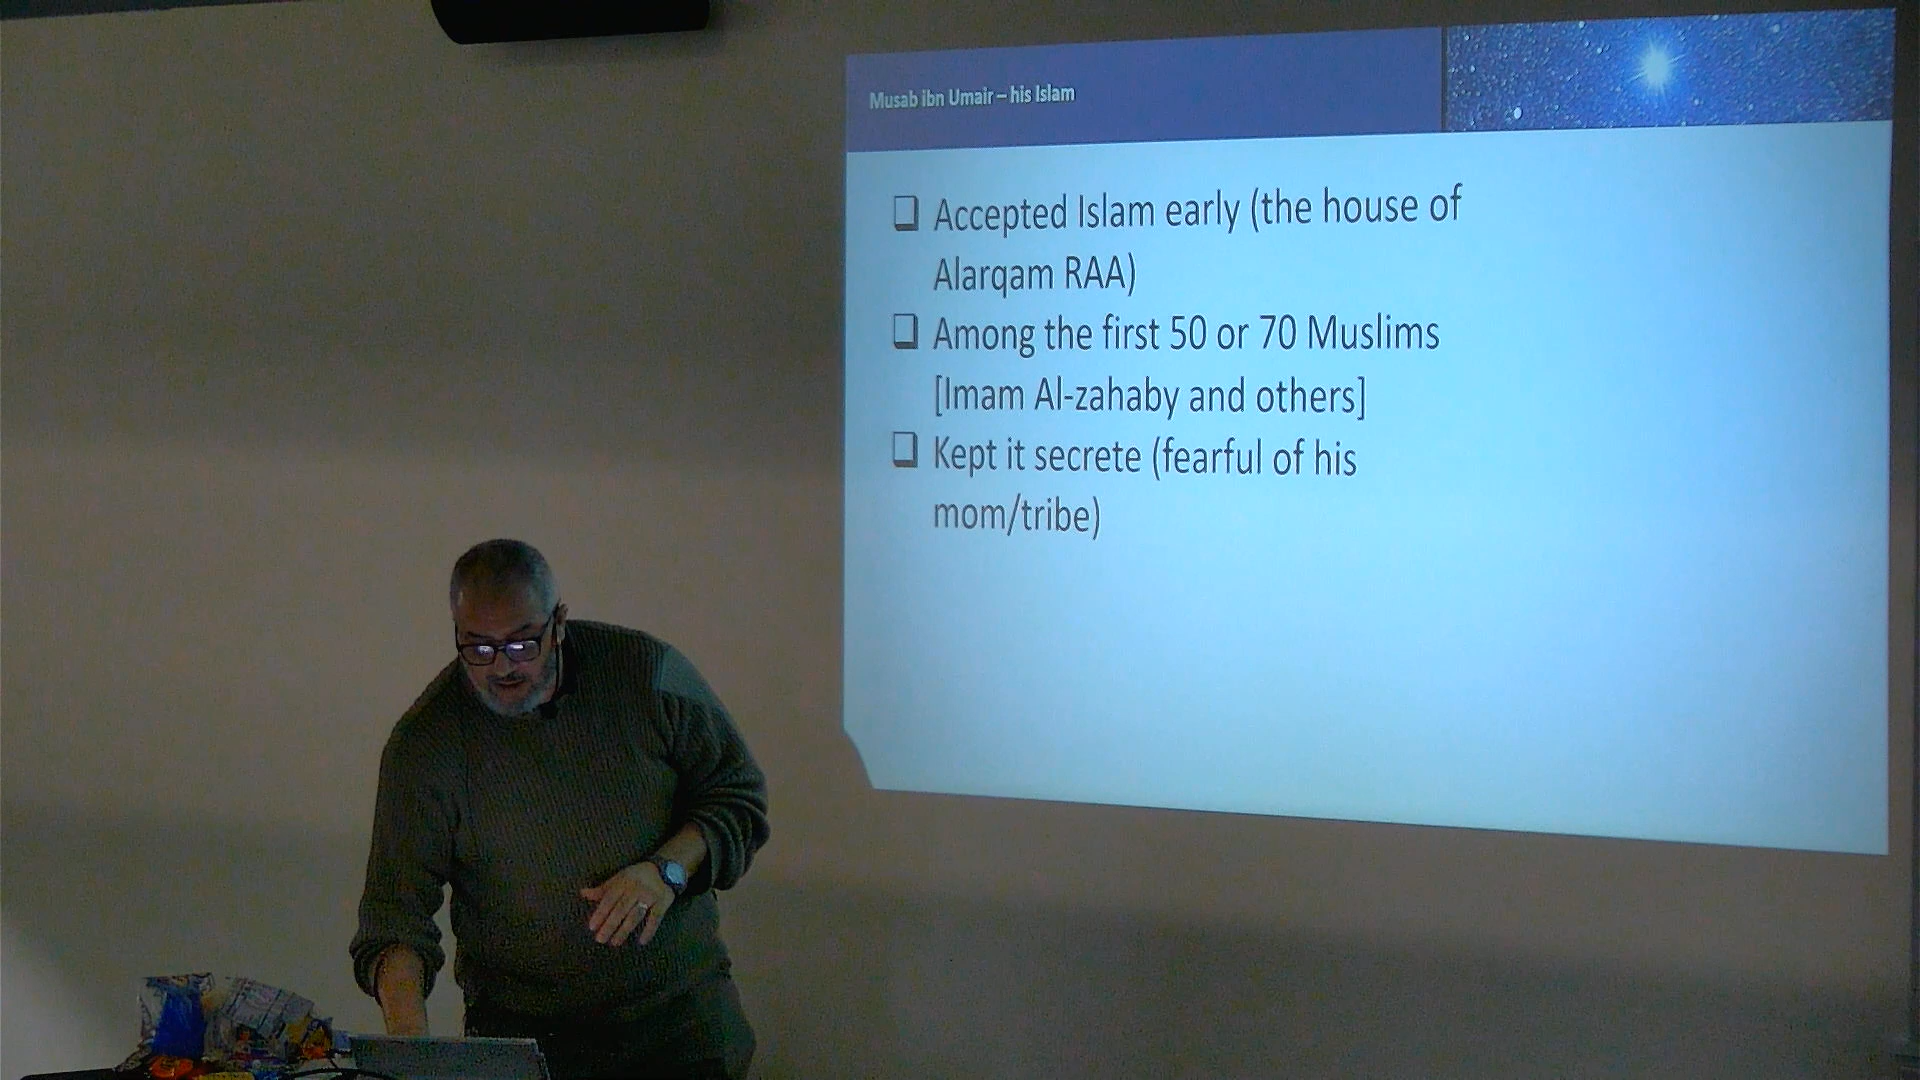 Musab ibn Umair – his Islam
❑ Accepted Islam early (the house of
Alarqam RAA)
❑ Among the first 50 or 70 Muslims
[Imam Al-zahaby and others]
❑ Kept it secrete (fearful of his
mom/tribe)